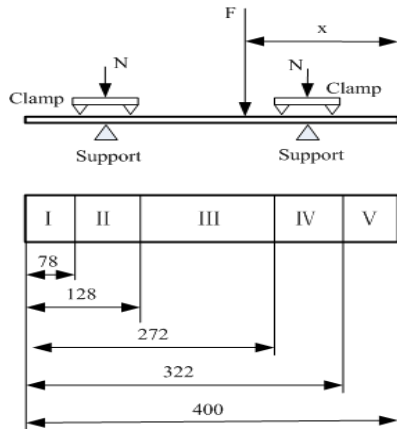 F
x
N
N
Clamp
Clamp
Support
Support
I II III IV V
78
128
272
322
400